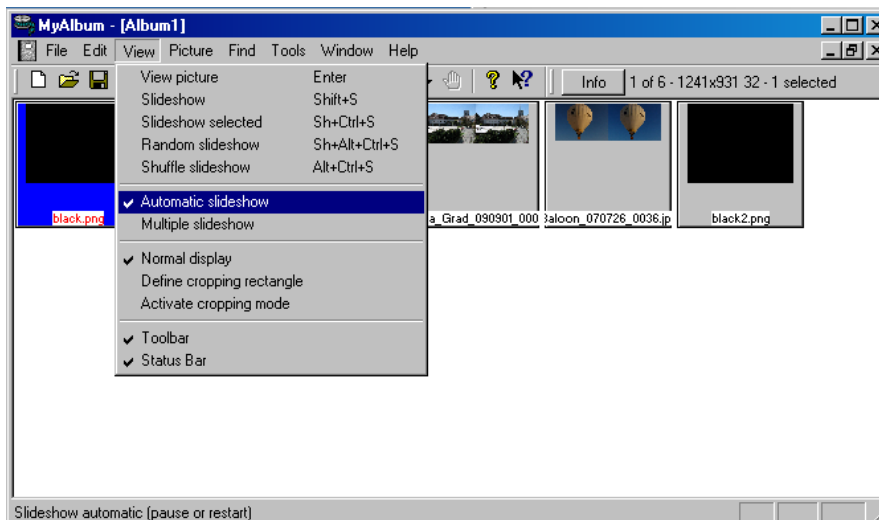 MyAlbum - [Album1]
File Edit View Picture Find Tools Window Help
Info 1 of 6 - 1241x931 32 - 1 selected
View picture Enter
Slideshow Shift+S
Slideshow selected Sh+Ctrl+S
Random slideshow Sh+Alt+Ctrl+S
Shuffle slideshow Alt+Ctrl+S
Automatic slideshow
Multiple slideshow
Normal display
Define cropping rectangle
Activate cropping mode
Toolbar
Status Bar
black.png
a_Grad_090901_000
Baloon_070726_0036.jp
black2.png
Slideshow automatic (pause or restart)